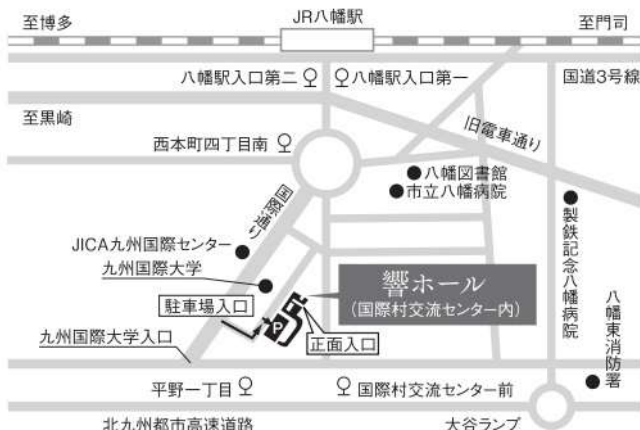 JR八幡駅
至博多
至門司
八幡駅入口第二
八幡駅入口第一
国道3号線
至黒崎
旧電車通り
西本町四丁目南
八幡図書館
市立八幡病院
国際通り
製鉄記念八幡病院
JICA九州国際センター
九州国際大学
響ホール
(国際村交流センター内)
駐車場入口
P
正面入口
九州国際大学入口
八幡東消防署
平野一丁目
国際村交流センター前
北九州都市高速道路
大谷ランプ